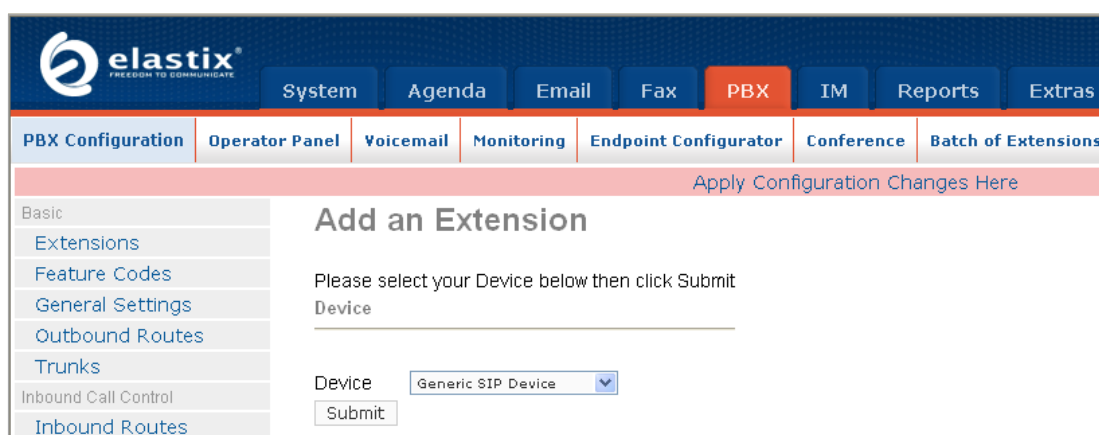 elastix®
FREEDOM TO COMMUNICATE
System Agenda Email Fax PBX IM Reports Extras
PBX Configuration Operator Panel Voicemail Monitoring Endpoint Configurator Conference Batch of Extensions
Apply Configuration Changes Here
Basic
Extensions
Feature Codes
General Settings
Outbound Routes
Trunks
Inbound Call Control
Inbound Routes
Add an Extension
Please select your Device below then click Submit
Device
Device Generic SIP Device
Submit